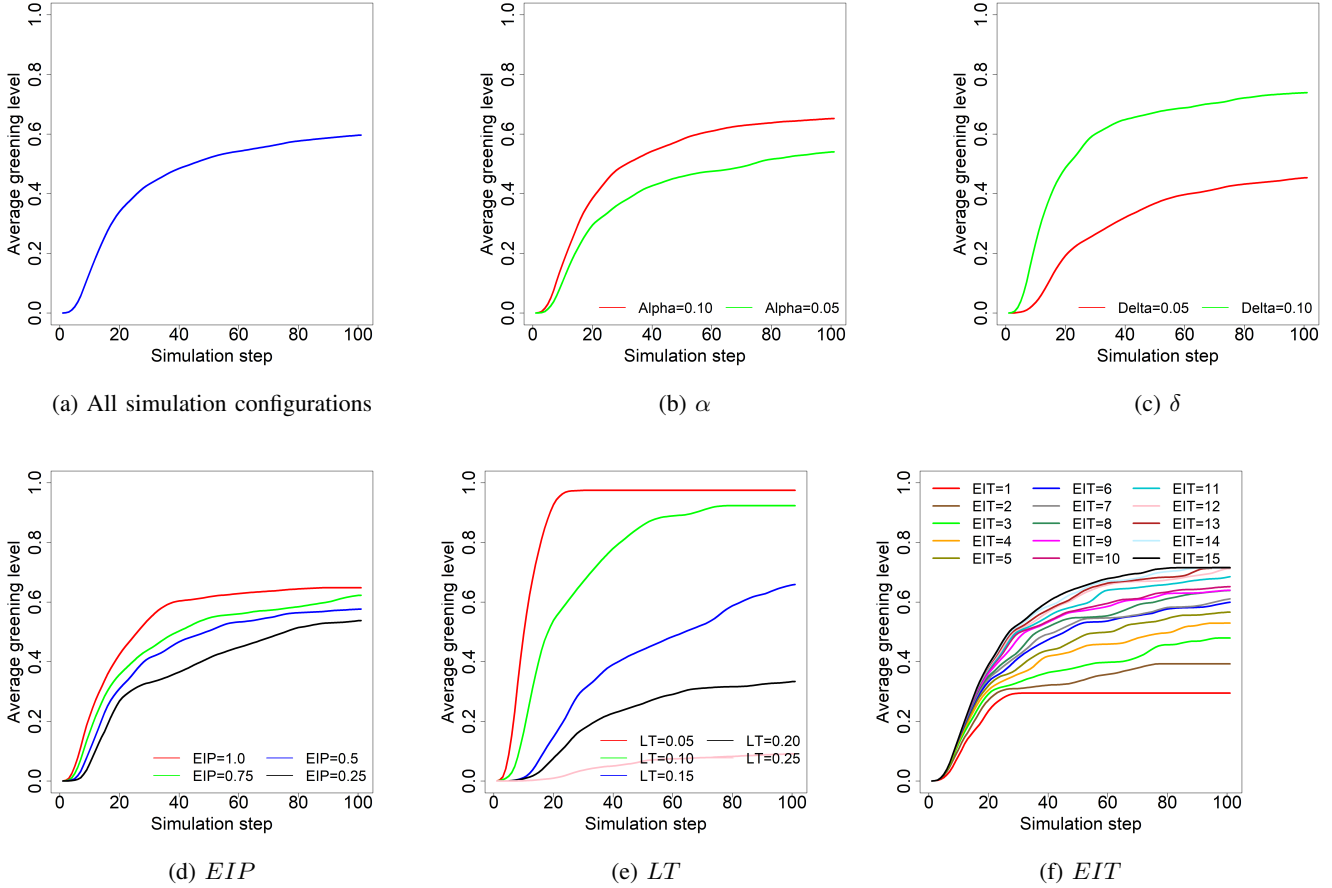 Average greening level
0.0 0.2 0.4 0.6 0.8 1.0
0 20 40 60 80 100
Simulation step
(a) All simulation configurations
Average greening level
0.0 0.2 0.4 0.6 0.8 1.0
Alpha=0.10 Alpha=0.05
0 20 40 60 80 100
Simulation step
(b) α
Average greening level
0.0 0.2 0.4 0.6 0.8 1.0
Delta=0.05 Delta=0.10
0 20 40 60 80 100
Simulation step
(c) δ
Average greening level
0.0 0.2 0.4 0.6 0.8 1.0
EIP=1.0 EIP=0.5
EIP=0.75 EIP=0.25
0 20 40 60 80 100
Simulation step
(d) EIP
Average greening level
0.0 0.2 0.4 0.6 0.8 1.0
LT=0.05 LT=0.20
LT=0.10 LT=0.25
LT=0.15
0 20 40 60 80 100
Simulation step
(e) LT
Average greening level
0.0 0.2 0.4 0.6 0.8 1.0
EIT=1 EIT=6 EIT=11
EIT=2 EIT=7 EIT=12
EIT=3 EIT=8 EIT=13
EIT=4 EIT=9 EIT=14
EIT=5 EIT=10 EIT=15
0 20 40 60 80 100
Simulation step
(f) EIT